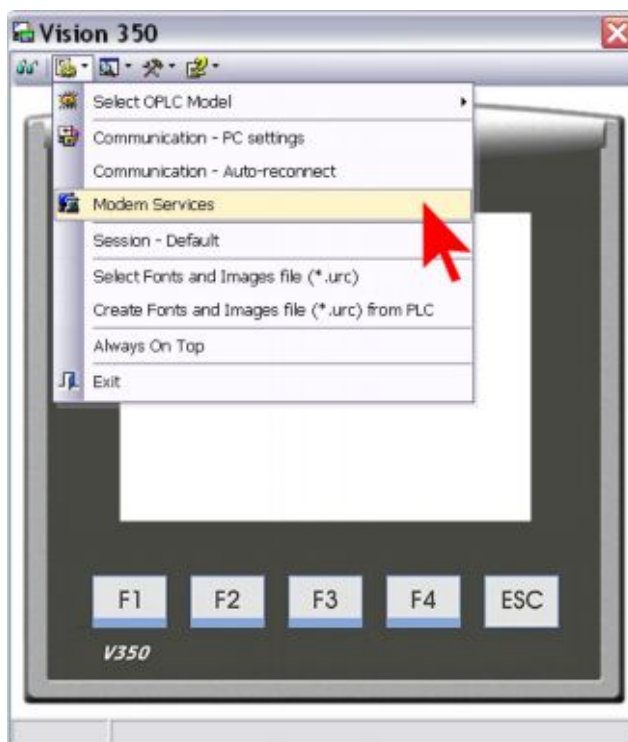 Vision 350
Select OPLC Model
Communication - PC settings
Communication - Auto-reconnect
Modem Services
Session - Default
Select Fonts and Images file (*.urc)
Create Fonts and Images file (*.urc) from PLC
Always On Top
Exit
F1 F2 F3 F4 ESC
V350